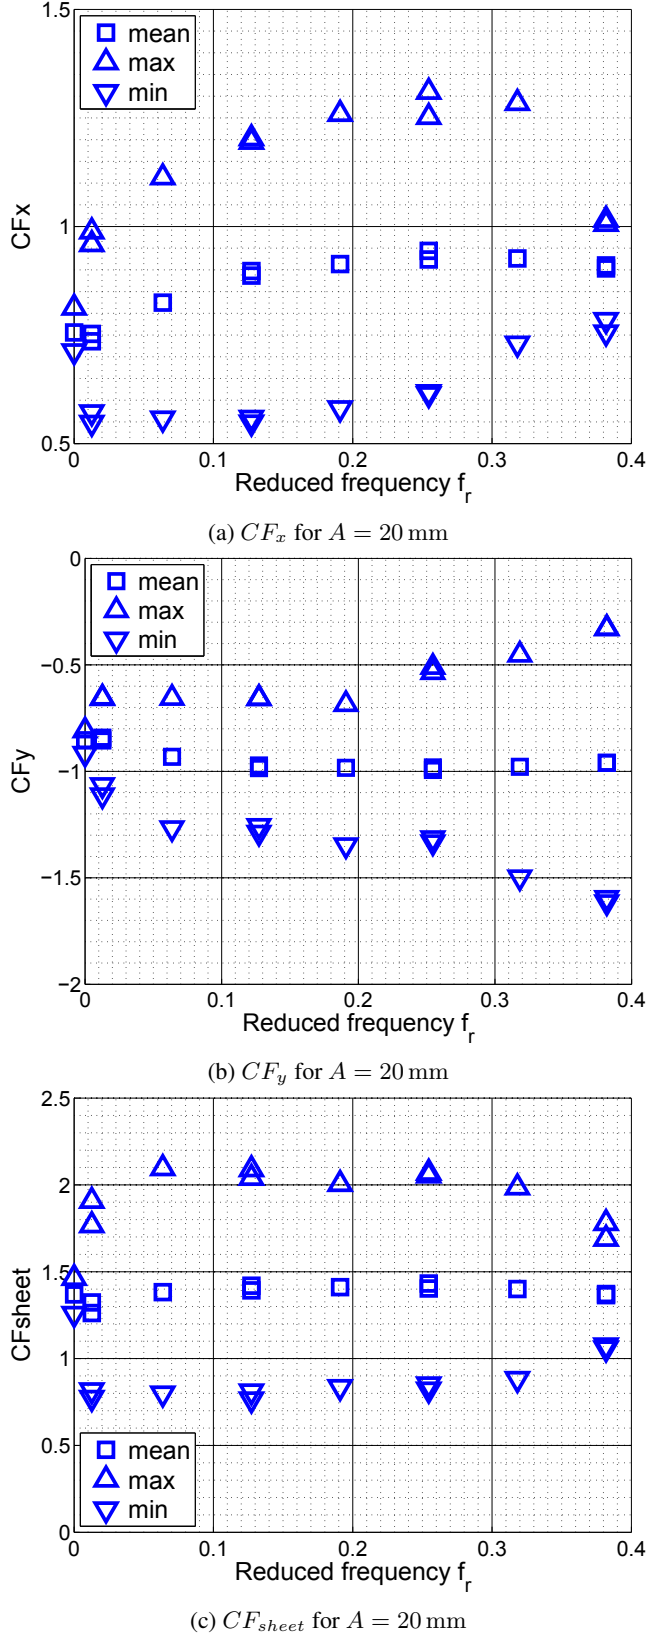 1.5
mean
max
min
CFx
1
0.5
0 0.1 0.2 0.3 0.4
Reduced frequency f_r
(a) CF_x for A = 20 mm
0
mean
max
min
−0.5
CFy
−1
−1.5
−2
0 0.1 0.2 0.3 0.4
Reduced frequency f_r
(b) CF_y for A = 20 mm
2.5
2
1.5
CFsheet
1
0.5
mean
max
min
0
0 0.1 0.2 0.3 0.4
Reduced frequency f_r
(c) CF_sheet for A = 20 mm